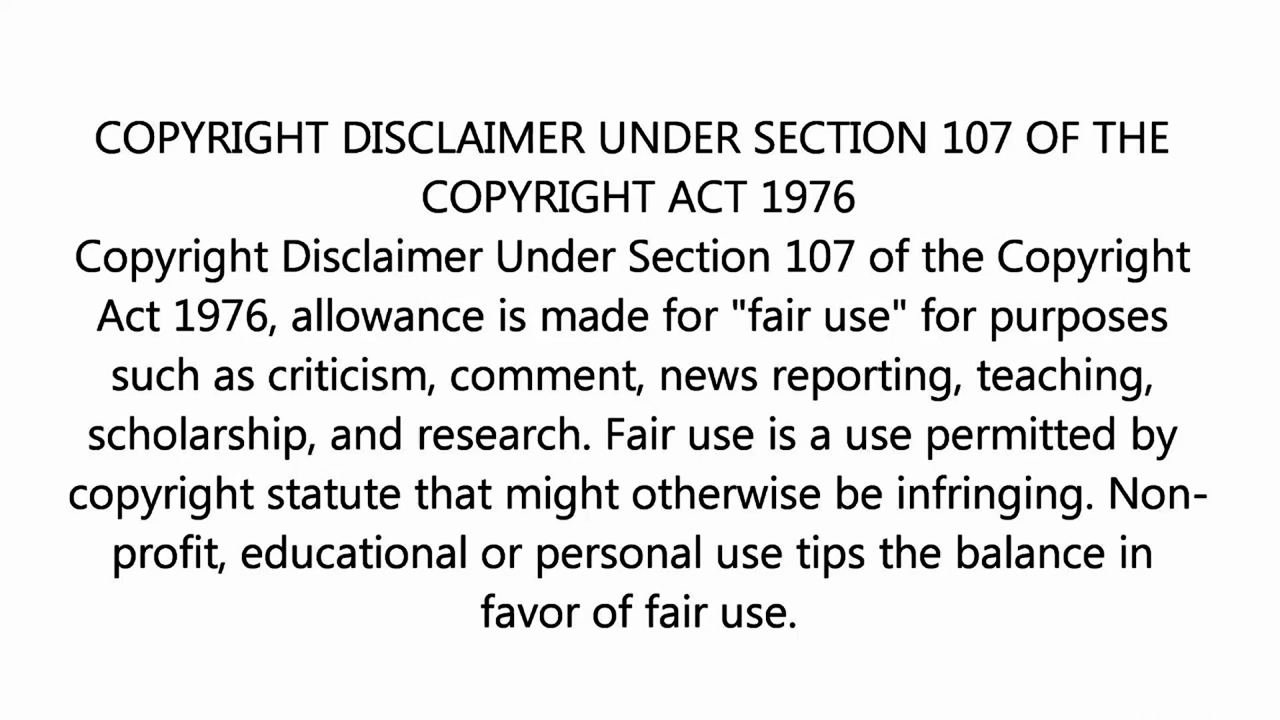 COPYRIGHT DISCLAIMER UNDER SECTION 107 OF THE
COPYRIGHT ACT 1976
Copyright Disclaimer Under Section 107 of the Copyright
Act 1976, allowance is made for "fair use" for purposes
such as criticism, comment, news reporting, teaching,
scholarship, and research. Fair use is a use permitted by
copyright statute that might otherwise be infringing. Non-
profit, educational or personal use tips the balance in
favor of fair use.